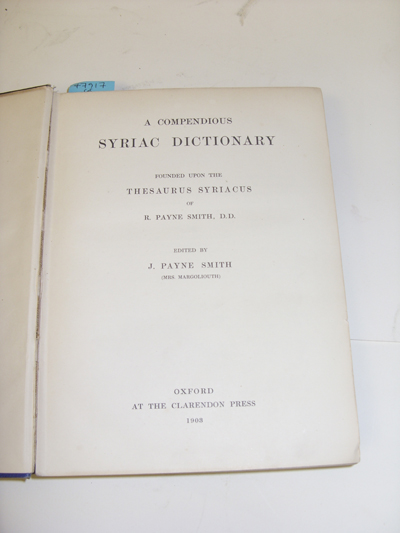 A COMPENDIOUS
SYRIAC DICTIONARY
FOUNDED UPON THE
THESAURUS SYRIACUS
OF
R. PAYNE SMITH, D.D.
EDITED BY
J. PAYNE SMITH
(MRS. MARGOLIOUTH)
OXFORD
AT THE CLARENDON PRESS
1903